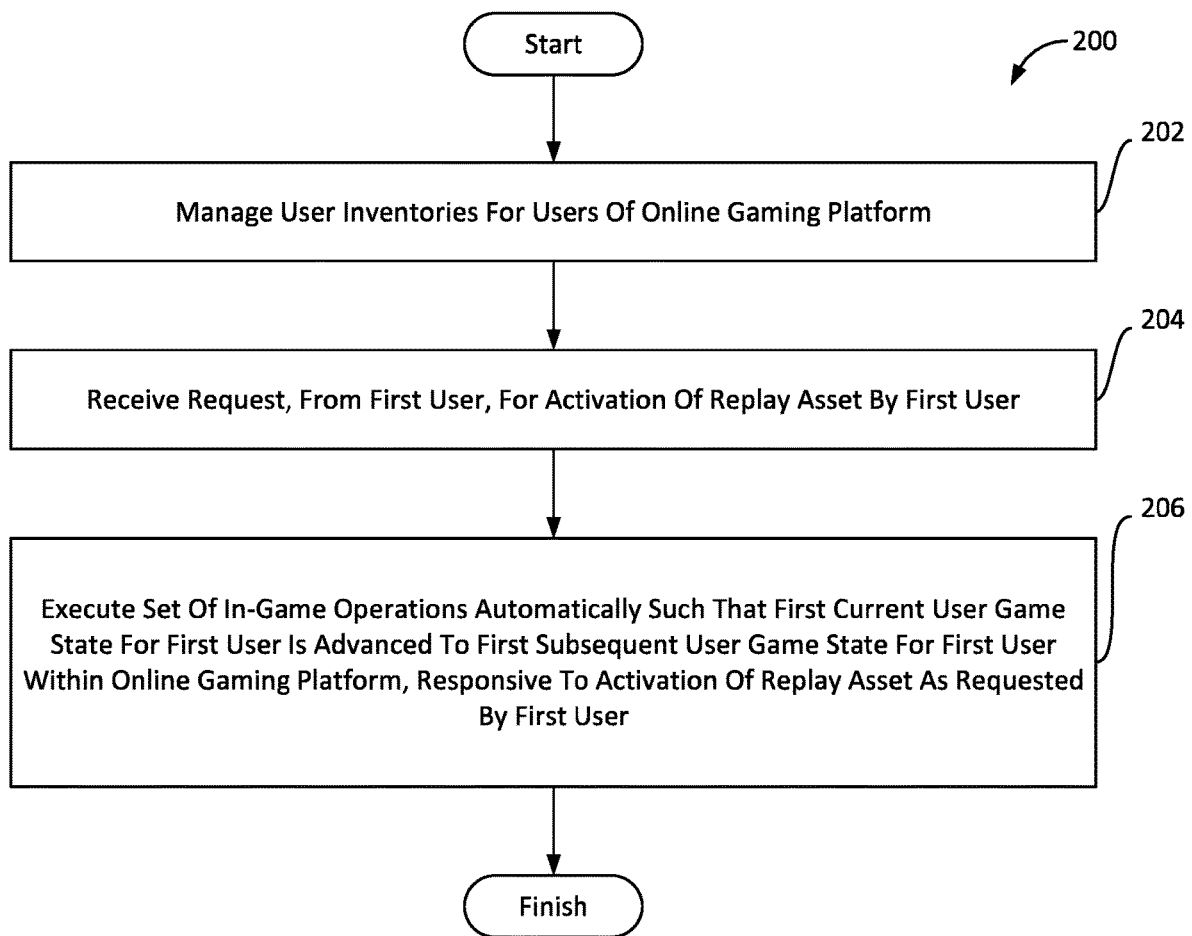 Start
200
202
Manage User Inventories For Users Of Online Gaming Platform
204
Receive Request, From First User, For Activation Of Replay Asset By First User
206
Execute Set Of In-Game Operations Automatically Such That First Current User Game
State For First User Is Advanced To First Subsequent User Game State For First User
Within Online Gaming Platform, Responsive To Activation Of Replay Asset As Requested
By First User
Finish